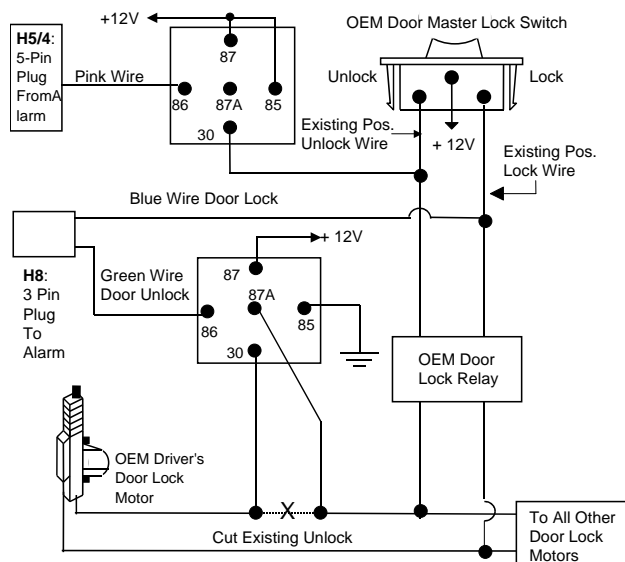 H5/4:
5-Pin
Plug
FromA
larm
Pink Wire
+12V
87
86
87A
85
30
OEM Door Master Lock Switch
Unlock
Lock
+ 12V
Existing Pos.
Unlock Wire
Existing Pos.
Lock Wire
Blue Wire Door Lock
H8:
3 Pin
Plug
To
Alarm
Green Wire
Door Unlock
+ 12V
87
87A
86
85
30
OEM Door
Lock Relay
OEM Driver's
Door Lock
Motor
X
Cut Existing Unlock
To All Other
Door Lock
Motors